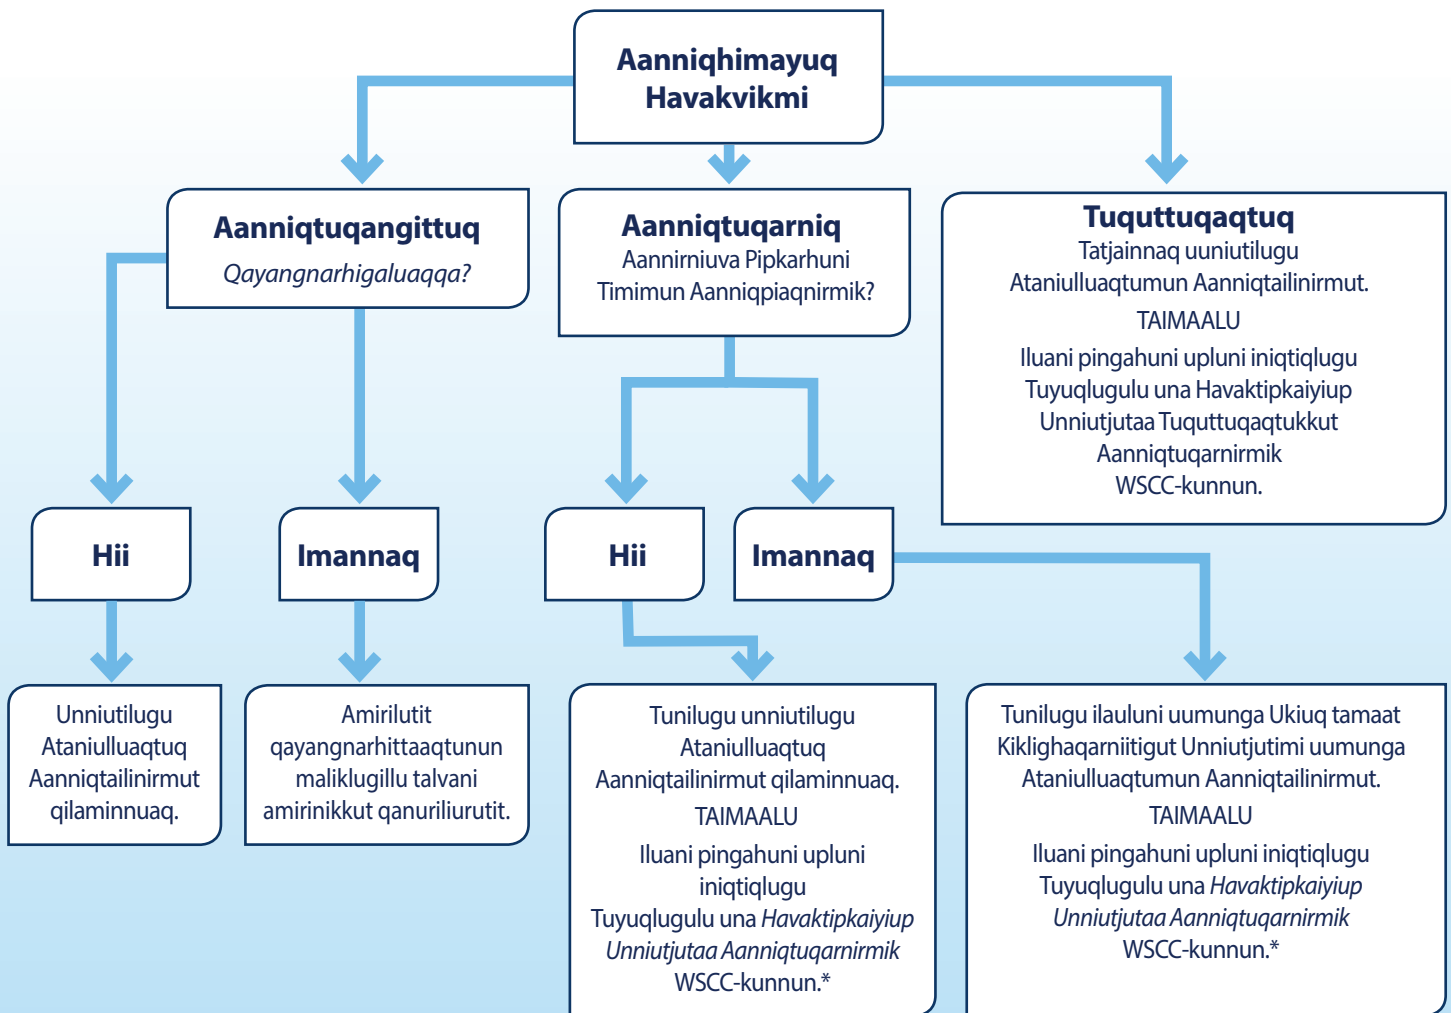 Aanniqhimayuq
Havakvikmi
Aanniqtuqangittuq
Qayangnarhigaluaqqa?
Aanniqtuqarniq
Aannirniuva Pipkarhuni
Timimun Aanniqpiaqnirmik?
Tuquttuqaqtuq
Tatjainnaq uuniutilugu
Ataniulluaqtumun Aanniqtailinirmut.
TAIMAALU
Iluani pingahuni upluni iniqtiqlugu
Tuyuqlugulu una Havaktipkaiyiup
Unniutjutaa Tuquttuqaqtukkut
Aanniqtuqarnirmik
WSCC-kunnun.
Hii
Imannaq
Hii
Imannaq
Unniutilugu
Ataniulluaqtuq
Aanniqtailinirmut
qilaminnuaq.
Amirilutit
qayangnarhittaaqtunun
maliklugillu talvani
amirinikkut qanuriliurutit.
Tunilugu unniutilugu
Ataniulluaqtuq
Aanniqtailinirmut qilaminnuaq.
TAIMAALU
Iluani pingahuni upluni
iniqtiqlugu
Tuyuqlugulu una Havaktipkaiyiup
Unniutjutaa Aanniqtuqarnirmik
WSCC-kunnun.*
Tunilugu ilauluni uumunga Ukiuq tamaat
Kiklighaqarniitigut Unniutjutimi uumunga
Ataniulluaqtumun Aanniqtailinirmut.
TAIMAALU
Iluani pingahuni upluni iniqtiqlugu
Tuyuqlugulu una Havaktipkaiyiup
Unniutjutaa Aanniqtuqarnirmik
WSCC-kunnun.*